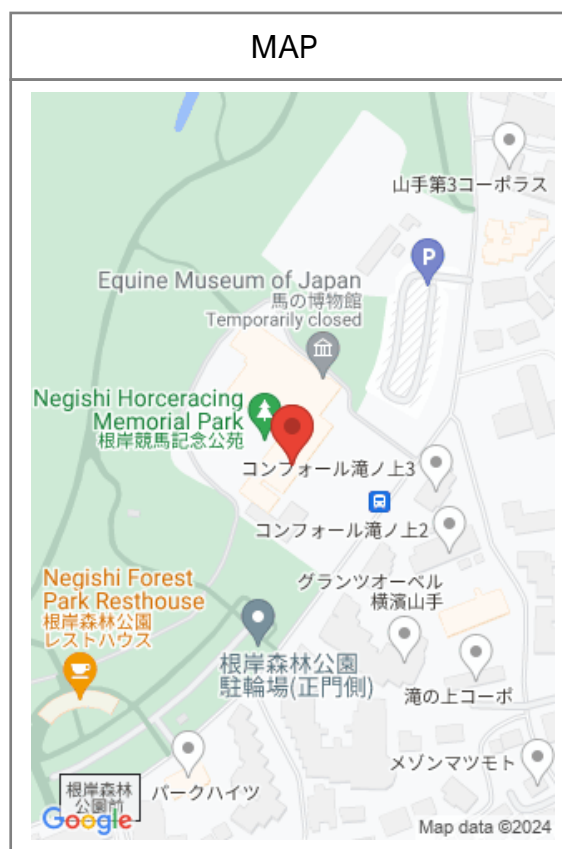 MAP
山手第3コーポラス
P
Equine Museum of Japan
馬の博物館
Temporarily closed
Negishi Horceracing
Memorial Park
根岸競馬記念公苑
コンフォール滝ノ上3
コンフォール滝ノ上2
グランツオーベル
横濱山手
Negishi Forest
Park Resthouse
根岸森林公園
レストハウス
根岸森林公園
駐輪場(正門側)
滝の上コーポ
メゾンマツモト
パークハイツ
根岸森林
公園前
Google
Map data ©2024